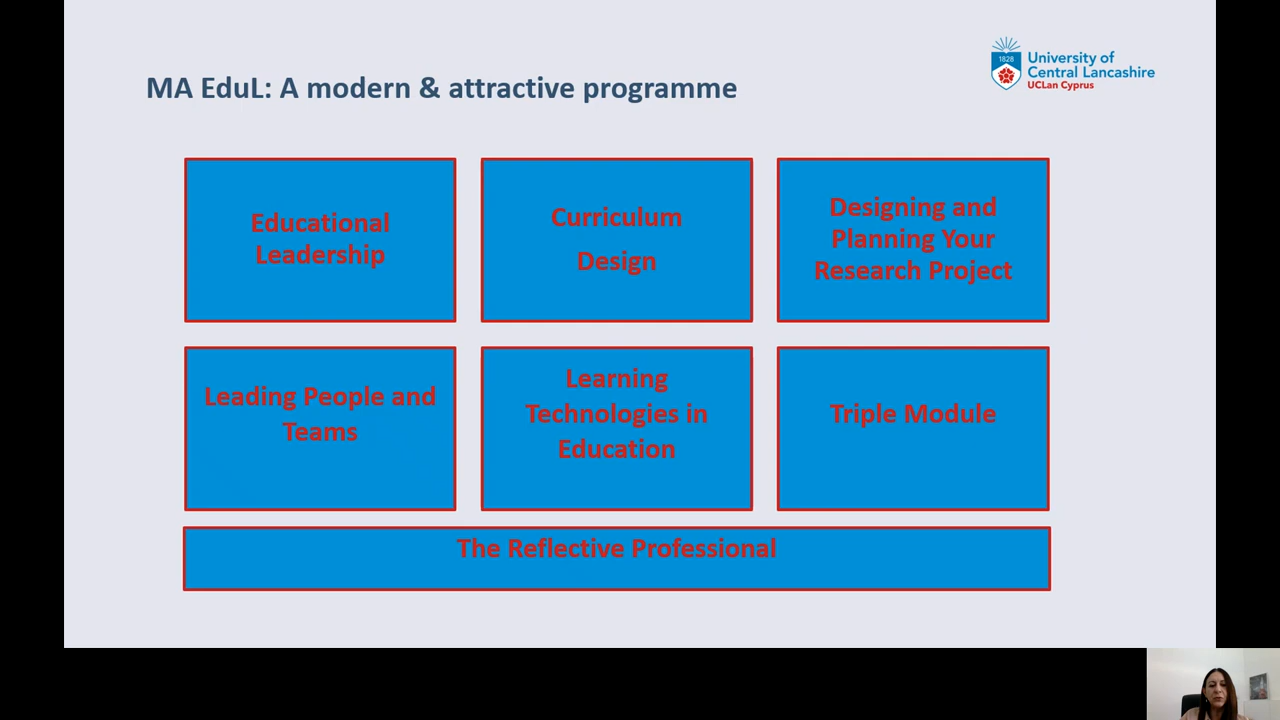 MA EduL: A modern & attractive programme
1828
University of
Central Lancashire
UCLan Cyprus
Educational
Leadership
Curriculum
Design
Designing and
Planning Your
Research Project
Leading People and
Teams
Learning
Technologies in
Education
Triple Module
The Reflective Professional